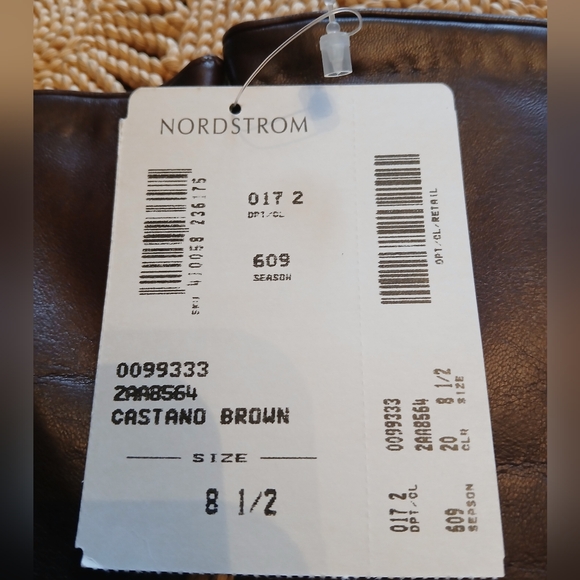 NORDSTROM
017 2
DPT/CL
609
SEASON
SKU 410058 236175
0099333
2AA8564
CASTANO BROWN
SIZE
8 1/2
DPT/CL/RETAIL
017 2
DPT/CL
0099333
2AA8564
20
CLR
8 1/2
SIZE
609
SEASON